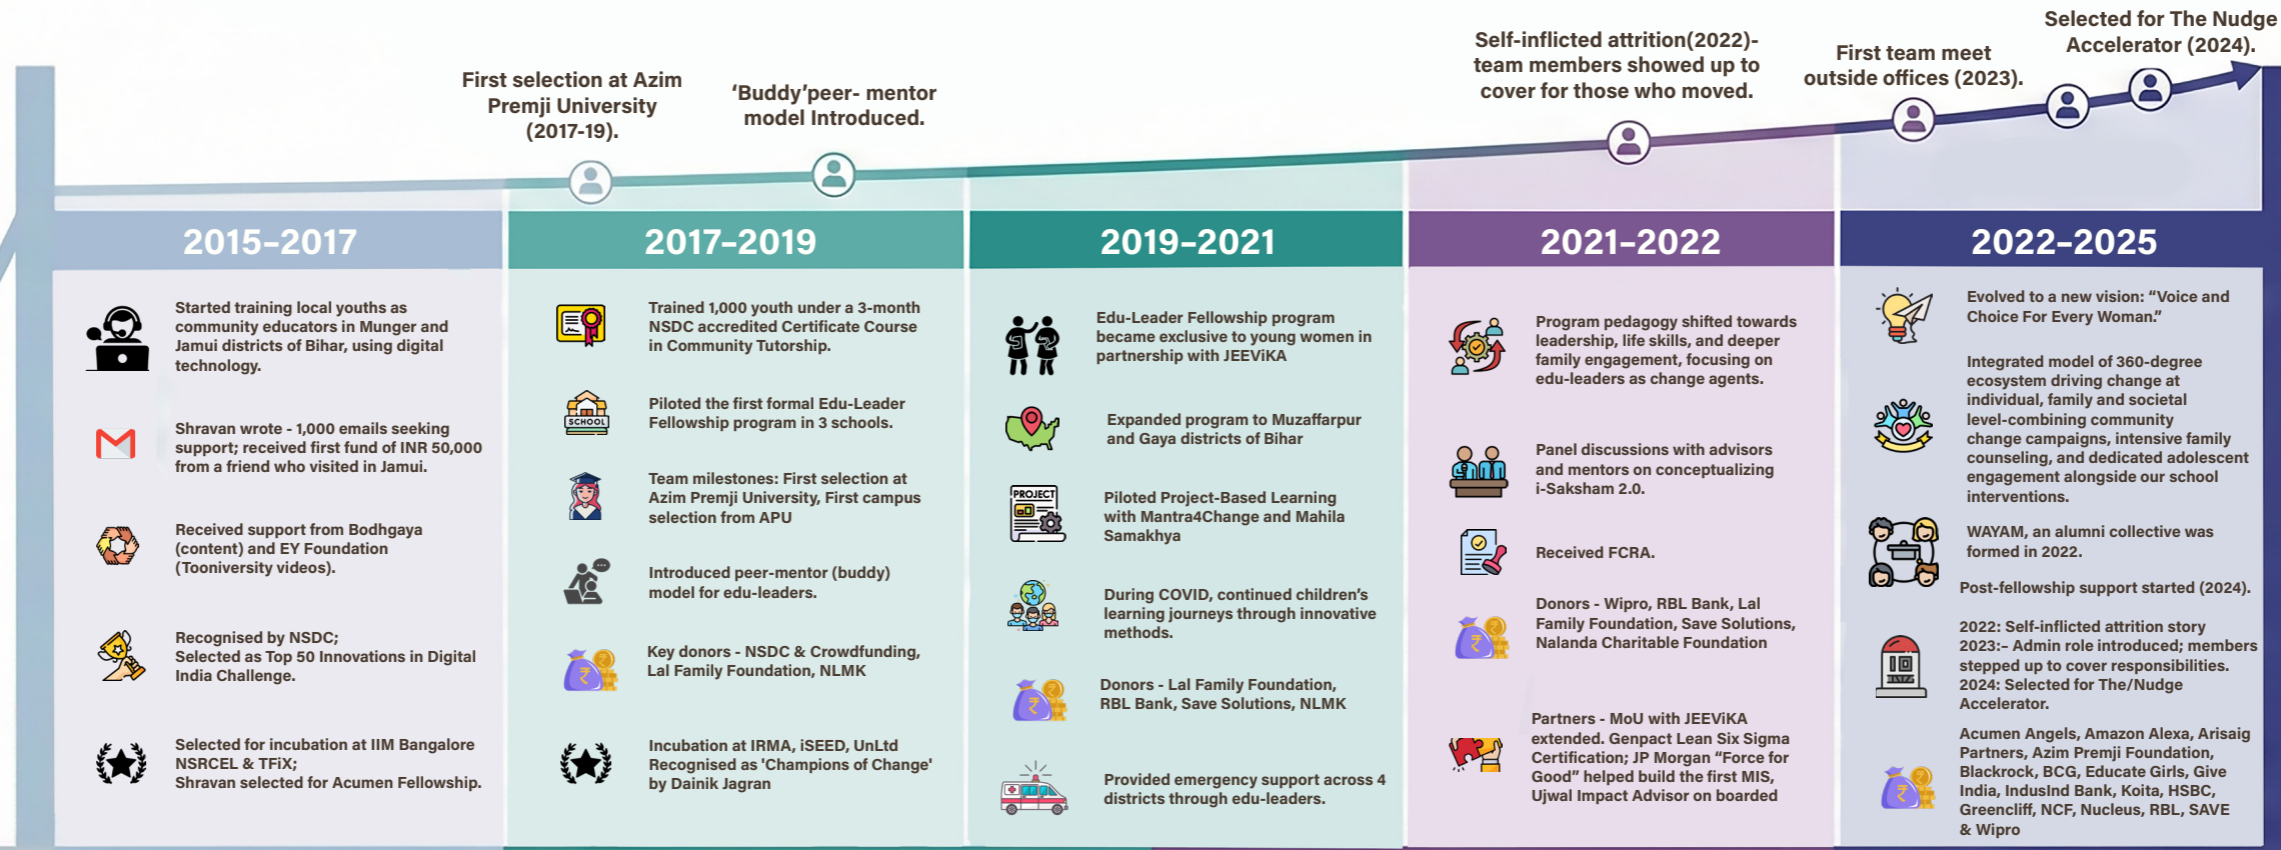 First selection at Azim
Premji University
(2017-19).
‘Buddy’peer- mentor
model Introduced.
Self-inflicted attrition(2022)-
team members showed up to
cover for those who moved.
First team meet
outside offices (2023).
Selected for The Nudge
Accelerator (2024).
2015–2017
Started training local youths as
community educators in Munger and
Jamui districts of Bihar, using digital
technology.
Shravan wrote - 1,000 emails seeking
support; received first fund of INR 50,000
from a friend who visited in Jamui.
Received support from Bodhgaya
(content) and EY Foundation
(Tooniversity videos).
Recognised by NSDC;
Selected as Top 50 Innovations in Digital
India Challenge.
Selected for incubation at IIM Bangalore
NSRCEL & TFiX;
Shravan selected for Acumen Fellowship.
2017–2019
Trained 1,000 youth under a 3-month
NSDC accredited Certificate Course
in Community Tutorship.
SCHOOL
Piloted the first formal Edu-Leader
Fellowship program in 3 schools.
Team milestones: First selection at
Azim Premji University, First campus
selection from APU
Introduced peer-mentor (buddy)
model for edu-leaders.
Key donors - NSDC & Crowdfunding,
Lal Family Foundation, NLMK
Incubation at IRMA, iSEED, UnLtd
Recognised as 'Champions of Change'
by Dainik Jagran
2019–2021
Edu-Leader Fellowship program
became exclusive to young women in
partnership with JEEViKA
Expanded program to Muzaffarpur
and Gaya districts of Bihar
PROJECT
Piloted Project-Based Learning
with Mantra4Change and Mahila
Samakhya
During COVID, continued children’s
learning journeys through innovative
methods.
Donors - Lal Family Foundation,
RBL Bank, Save Solutions, NLMK
Provided emergency support across 4
districts through edu-leaders.
2021–2022
Program pedagogy shifted towards
leadership, life skills, and deeper
family engagement, focusing on
edu-leaders as change agents.
Panel discussions with advisors
and mentors on conceptualizing
i-Saksham 2.0.
Received FCRA.
Donors - Wipro, RBL Bank, Lal
Family Foundation, Save Solutions,
Nalanda Charitable Foundation
Partners - MoU with JEEViKA
extended. Genpact Lean Six Sigma
Certification; JP Morgan “Force for
Good” helped build the first MIS,
Ujwal Impact Advisor on boarded
2022–2025
Evolved to a new vision: “Voice and
Choice For Every Woman.”
Integrated model of 360-degree
ecosystem driving change at
individual, family and societal
level-combining community
change campaigns, intensive family
counseling, and dedicated adolescent
engagement alongside our school
interventions.
WAYAM, an alumni collective was
formed in 2022.
Post-fellowship support started (2024).
10
2022: Self-inflicted attrition story
2023:– Admin role introduced; members
stepped up to cover responsibilities.
2024: Selected for The/Nudge
Accelerator.
Acumen Angels, Amazon Alexa, Arisaig
Partners, Azim Premji Foundation,
Blackrock, BCG, Educate Girls, Give
India, IndusInd Bank, Koita, HSBC,
Greencliff, NCF, Nucleus, RBL, SAVE
& Wipro